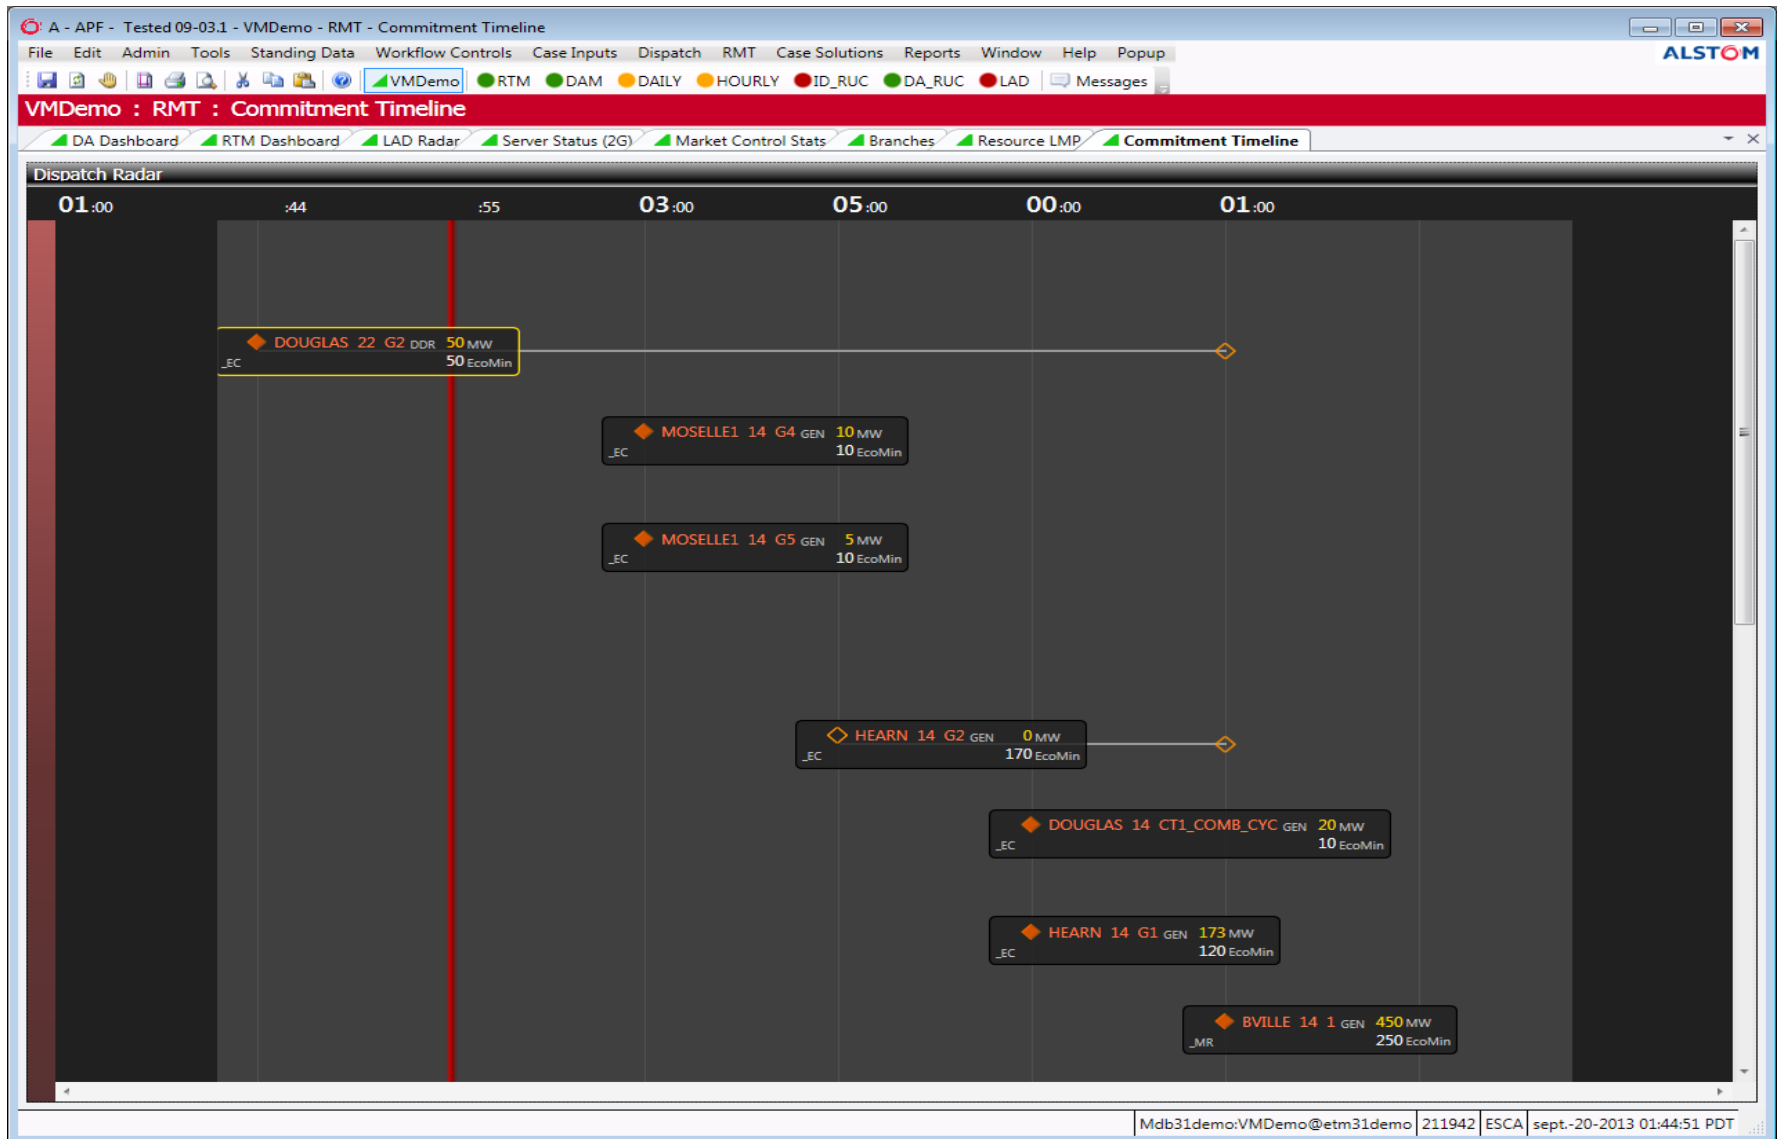 A - APF - Tested 09-03.1 - VMDemo - RMT - Commitment Timeline
File Edit Admin Tools Standing Data Workflow Controls Case Inputs Dispatch RMT Case Solutions Reports Window Help Popup
ALSTOM
VMDemo RTM DAM DAILY HOURLY ID_RUC DA_RUC LAD Messages
VMDemo : RMT : Commitment Timeline
DA Dashboard RTM Dashboard LAD Radar Server Status (2G) Market Control Stats Branches Resource LMP Commitment Timeline
Dispatch Radar
01:00 :44 :55 03:00 05:00 00:00 01:00
DOUGLAS 22 G2 DDR 50 MW
_EC 50 EcoMin
MOSELLE1 14 G4 GEN 10 MW
_EC 10 EcoMin
MOSELLE1 14 G5 GEN 5 MW
_EC 10 EcoMin
HEARN 14 G2 GEN 0 MW
_EC 170 EcoMin
DOUGLAS 14 CT1_COMB_CYC GEN 20 MW
_EC 10 EcoMin
HEARN 14 G1 GEN 173 MW
_EC 120 EcoMin
BVILLE 14 1 GEN 450 MW
_MR 250 EcoMin
Mdb31demo:VMDemo@etm31demo 211942 ESCA sept.-20-2013 01:44:51 PDT